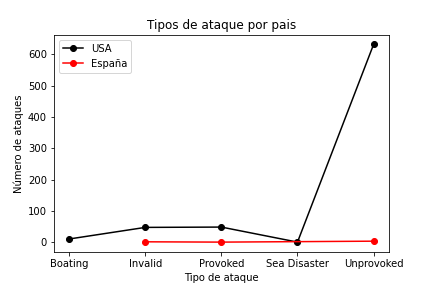 Tipos de ataque por pais
USA
España
Número de ataques
600
500
400
300
200
100
0
Boating
Invalid
Provoked
Sea Disaster
Unprovoked
Tipo de ataque